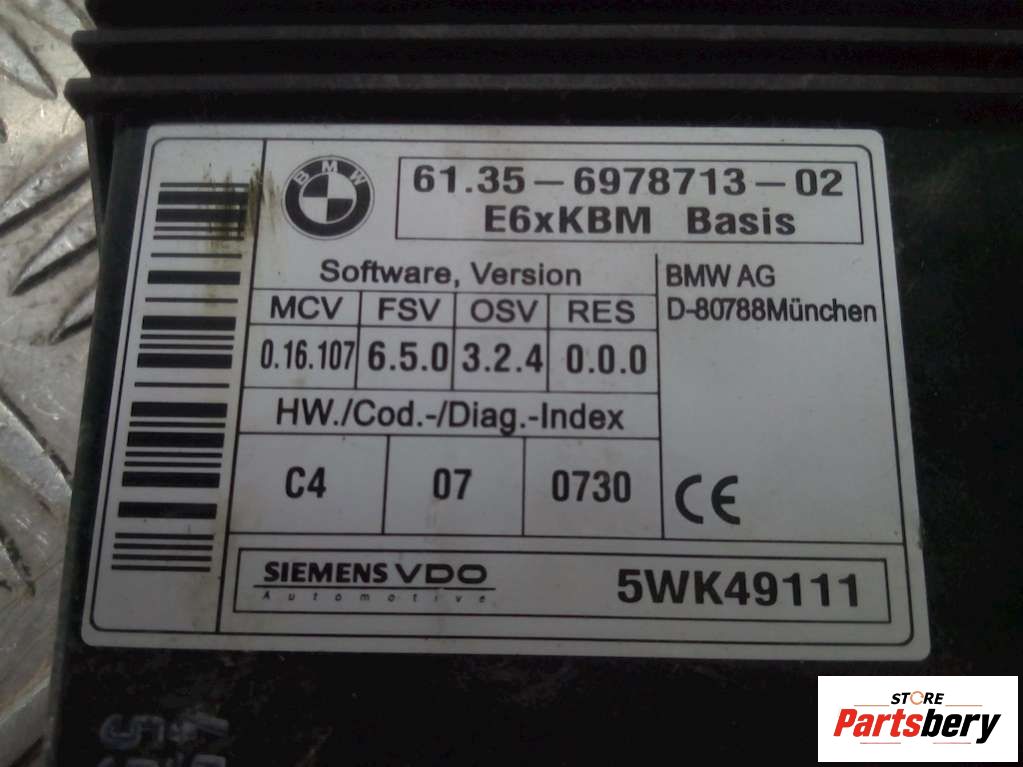 BMW
61.35-6978713-02
E6xKBM Basis
Software, Version
MCV FSV OSV RES
0.16.107 6.5.0 3.2.4 0.0.0
BMW AG
D-80788München
HW./Cod.-/Diag.-Index
C4 07 0730
CE
SIEMENS VDO
Automotive
5WK49111
STORE
Partsbery